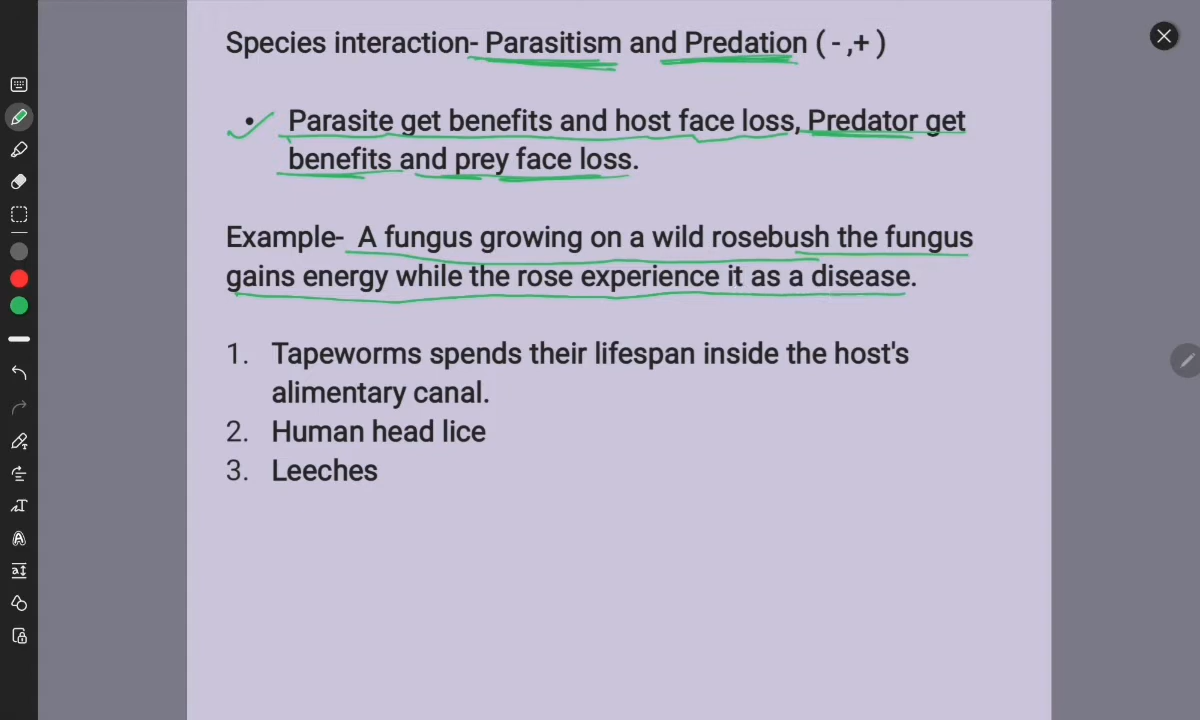 Species interaction- Parasitism and Predation ( - ,+ )
• Parasite get benefits and host face loss, Predator get
benefits and prey face loss.
Example- A fungus growing on a wild rosebush the fungus
gains energy while the rose experience it as a disease.
1. Tapeworms spends their lifespan inside the host's
alimentary canal.
2. Human head lice
3. Leeches